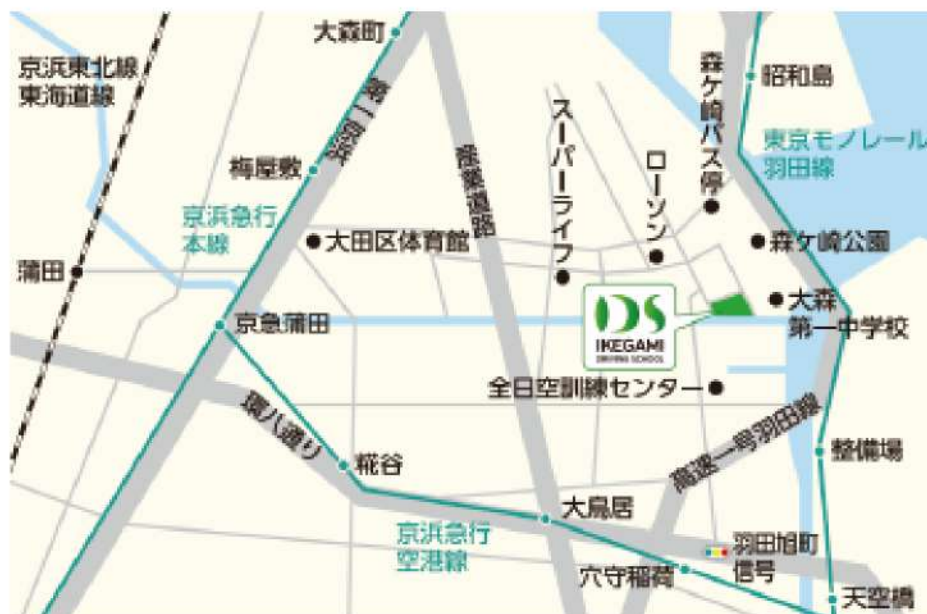 大森町
京浜東北線
東海道線
第一京浜
産業道路
スーパーライフ
ローソン
森ケ崎バス停
昭和島
東京モノレール
羽田線
梅屋敷
京浜急行
本線
大田区体育館
森ケ崎公園
蒲田
大森
第一中学校
京急蒲田
DS
IKEGAMI
DRIVING SCHOOL
全日空訓練センター
環八通り
高速一号羽田線
糀谷
整備場
大鳥居
京浜急行
空港線
羽田旭町
信号
穴守稲荷
天空橋